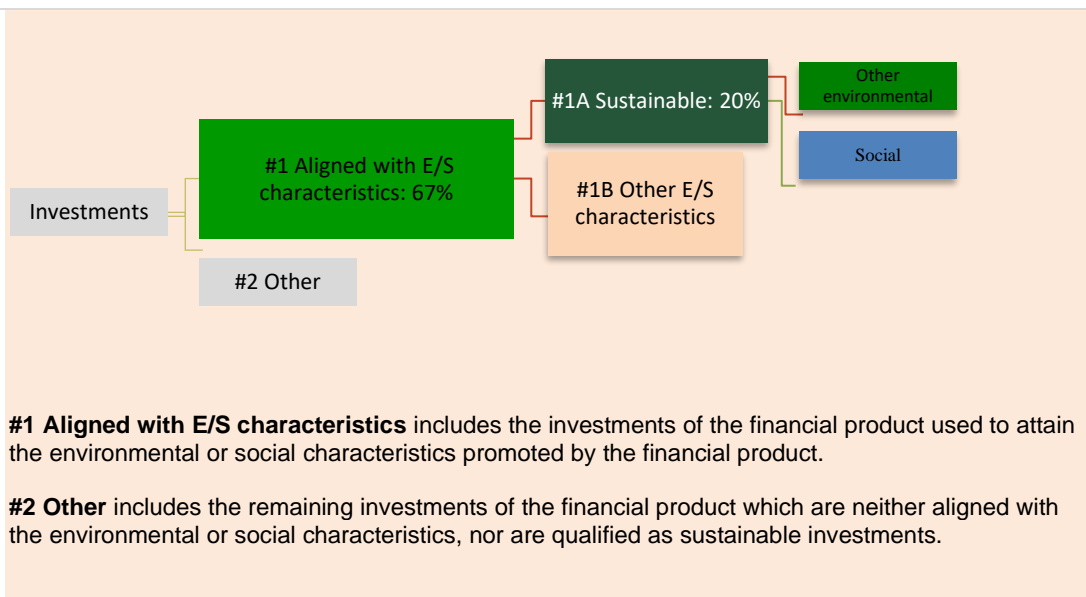 Investments
#1 Aligned with E/S
characteristics: 67%
#2 Other
#1A Sustainable: 20%
#1B Other E/S
characteristics
Other
environmental
Social
#1 Aligned with E/S characteristics includes the investments of the financial product used to attain
the environmental or social characteristics promoted by the financial product.
#2 Other includes the remaining investments of the financial product which are neither aligned with
the environmental or social characteristics, nor are qualified as sustainable investments.